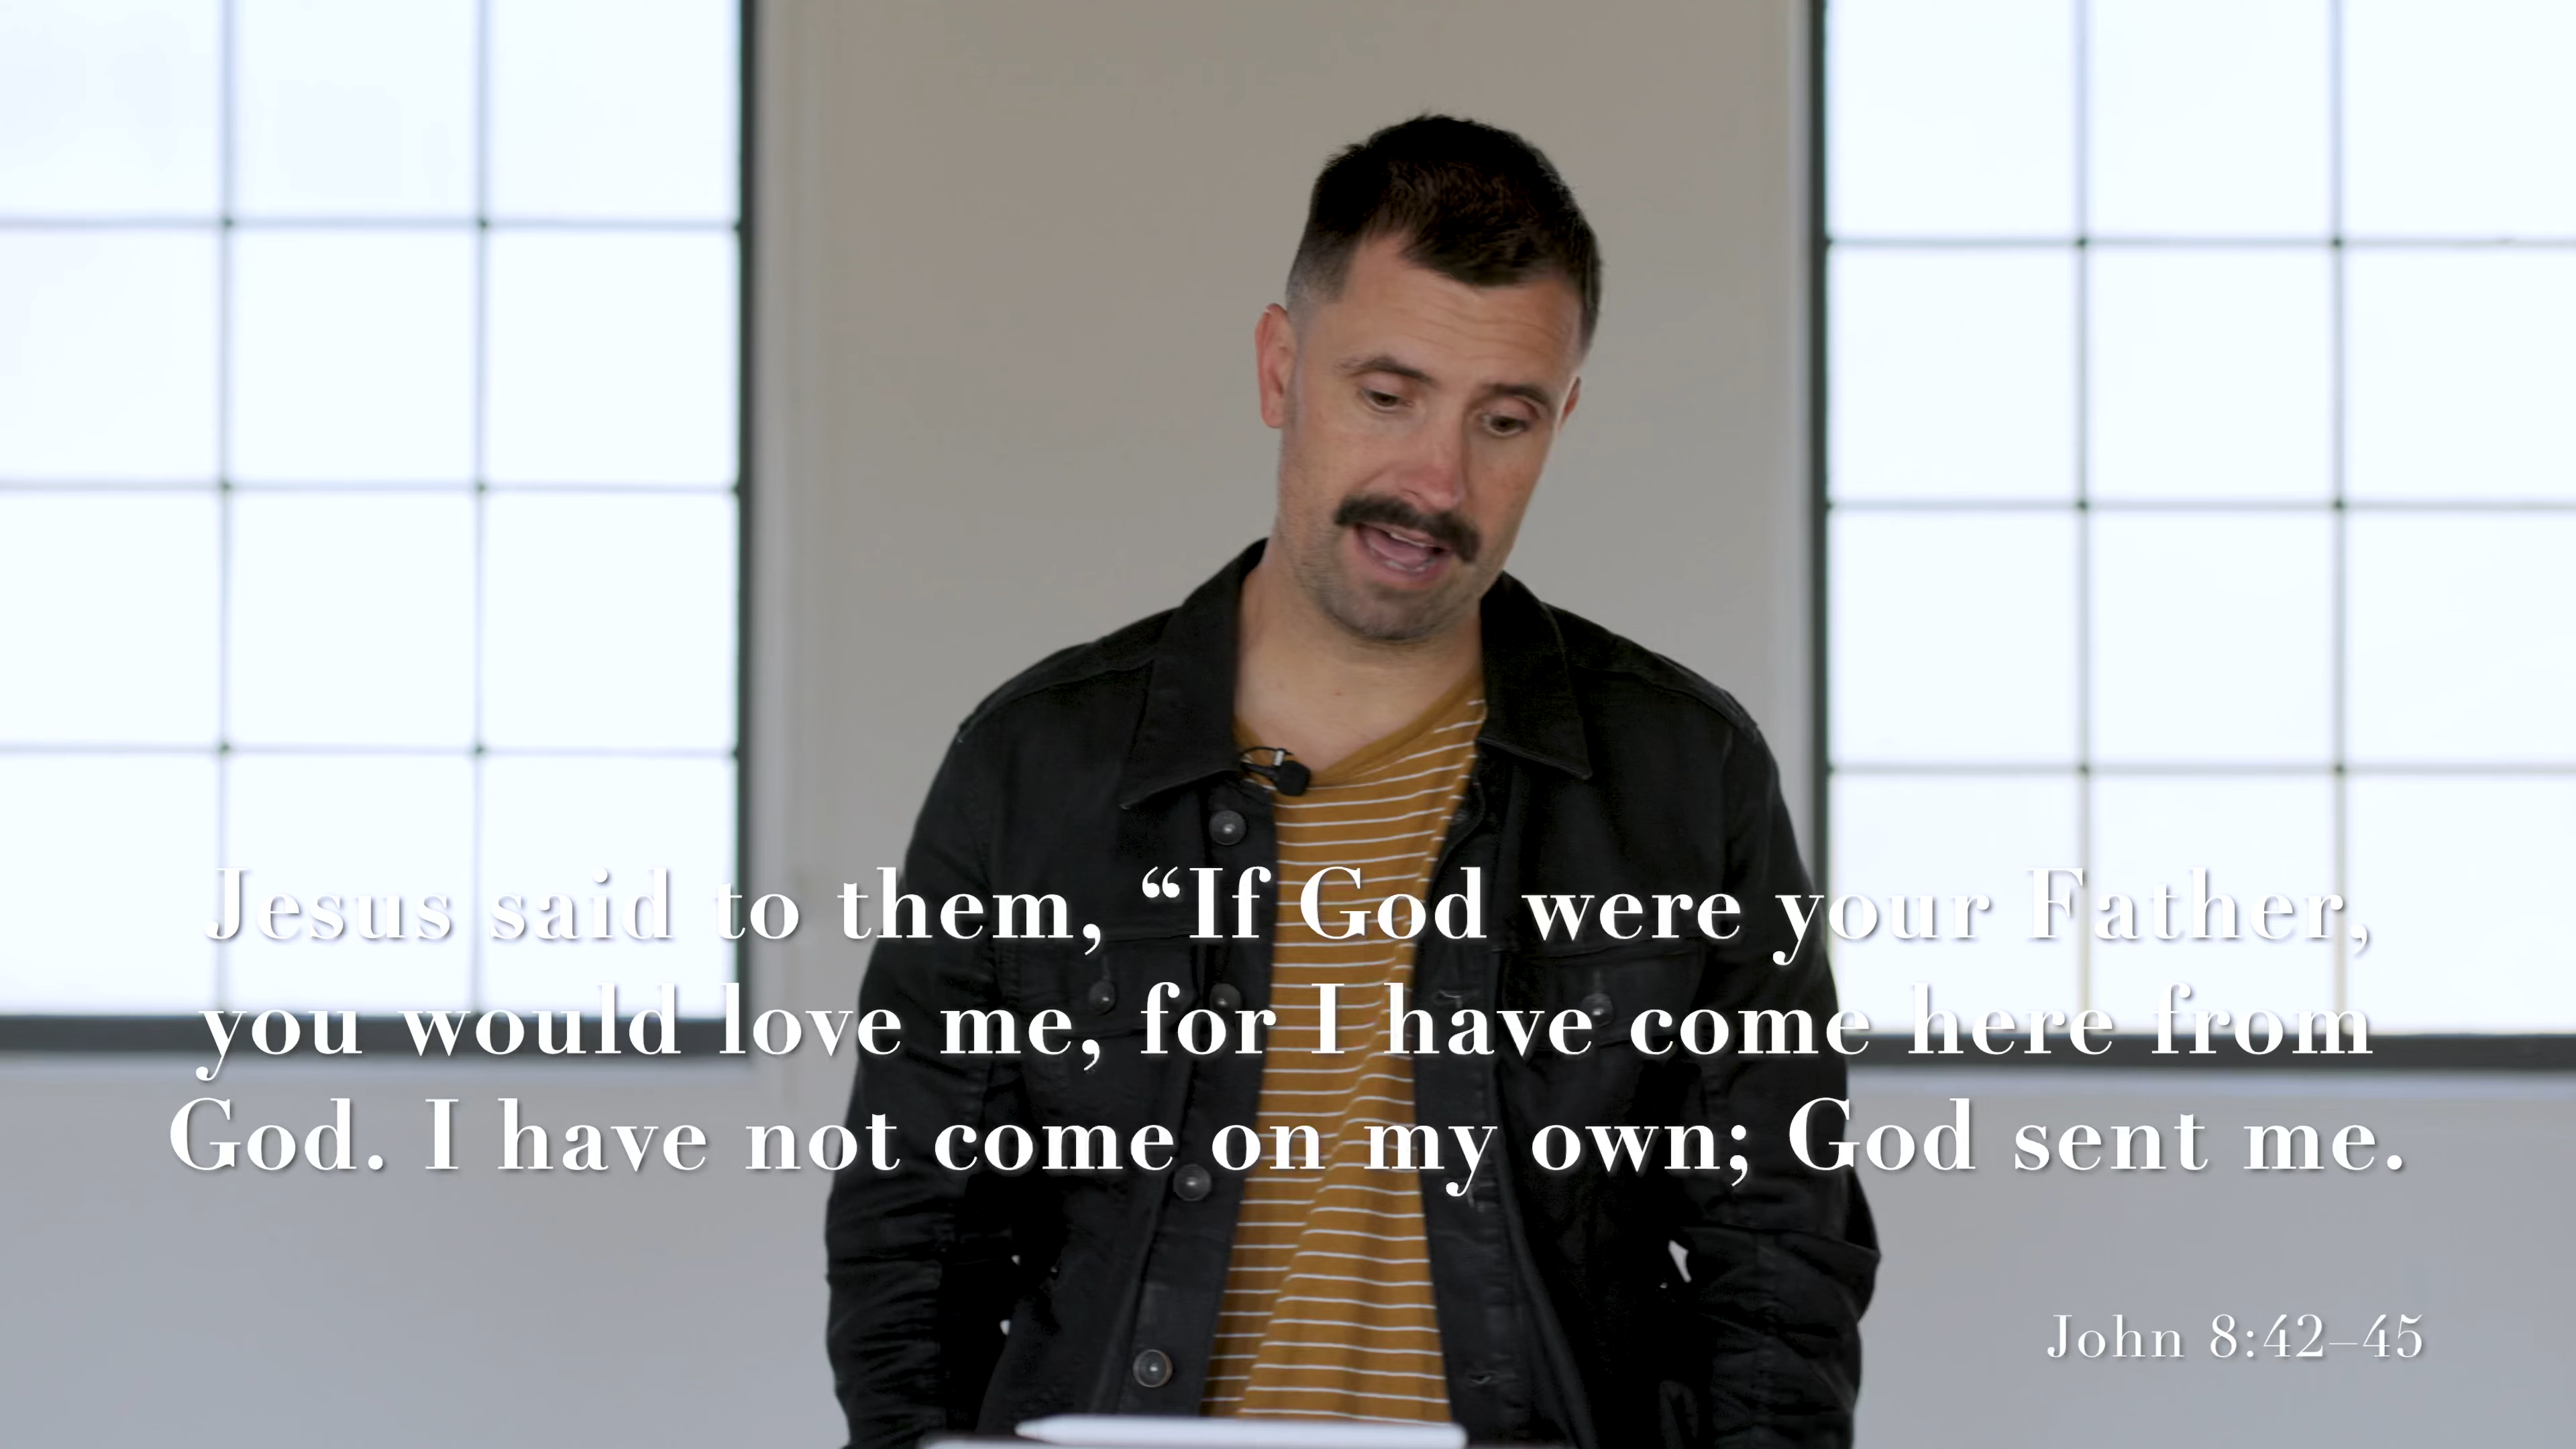 Jesus said to them, “If God were your Father,
you would love me, for I have come here from
God. I have not come on my own; God sent me.
John 8:42–45